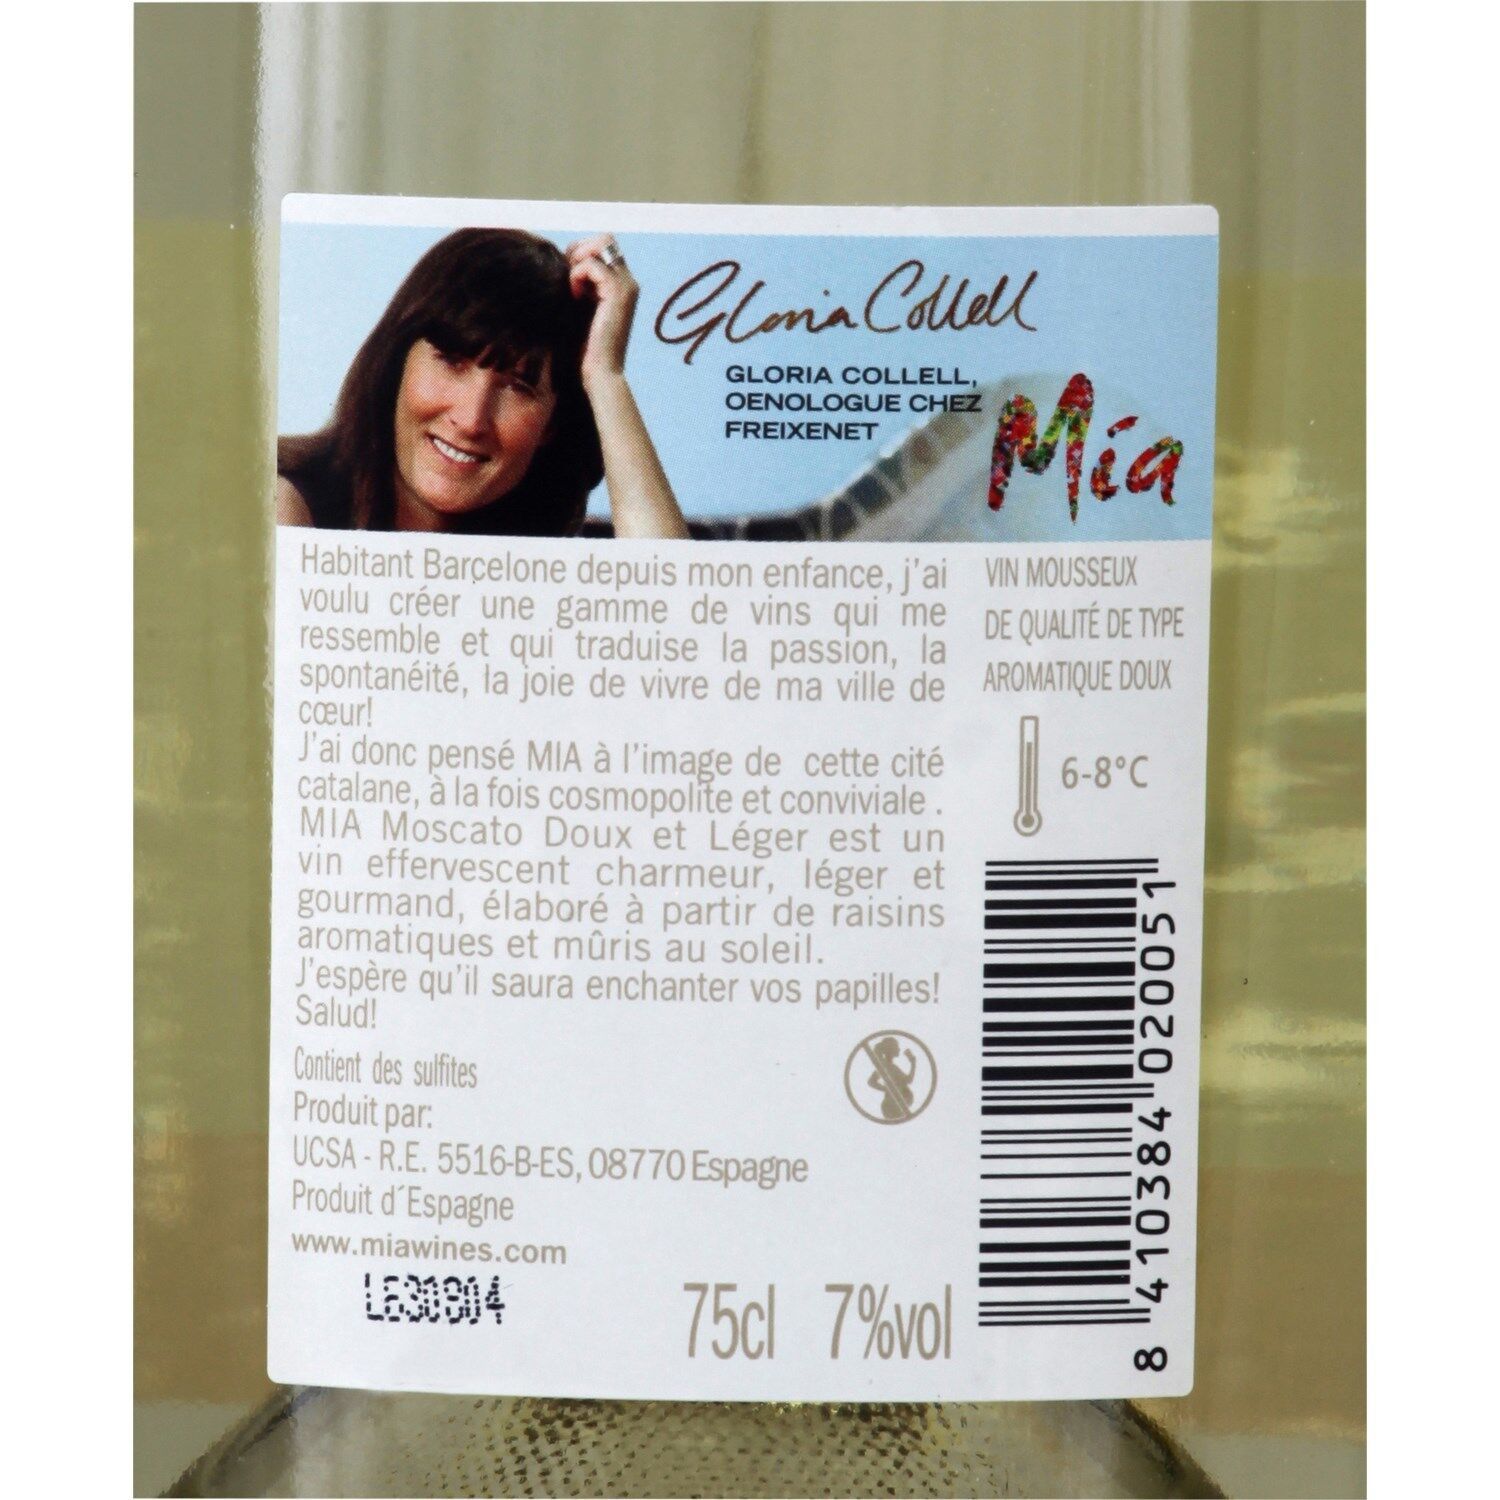 Gloria Collell
GLORIA COLLELL,
OENOLOGUE CHEZ
FREIXENET
Mía
Habitant Barcelone depuis mon enfance, j'ai
voulu créer une gamme de vins qui me
ressemble et qui traduise la passion, la
spontanéité, la joie de vivre de ma ville de
cœur!
J'ai donc pensé MIA à l'image de cette cité
catalane, à la fois cosmopolite et conviviale .
MIA Moscato Doux et Léger est un
vin effervescent charmeur, léger et
gourmand, élaboré à partir de raisins
aromatiques et mûris au soleil.
J'espère qu'il saura enchanter vos papilles!
Salud!
Contient des sulfites
Produit par:
UCSA - R.E. 5516-B-ES, 08770 Espagne
Produit d´Espagne
www.miawines.com
L630904
75cl 7%vol
VIN MOUSSEUX
DE QUALITÉ DE TYPE
AROMATIQUE DOUX
6-8°C
8 410384 020051